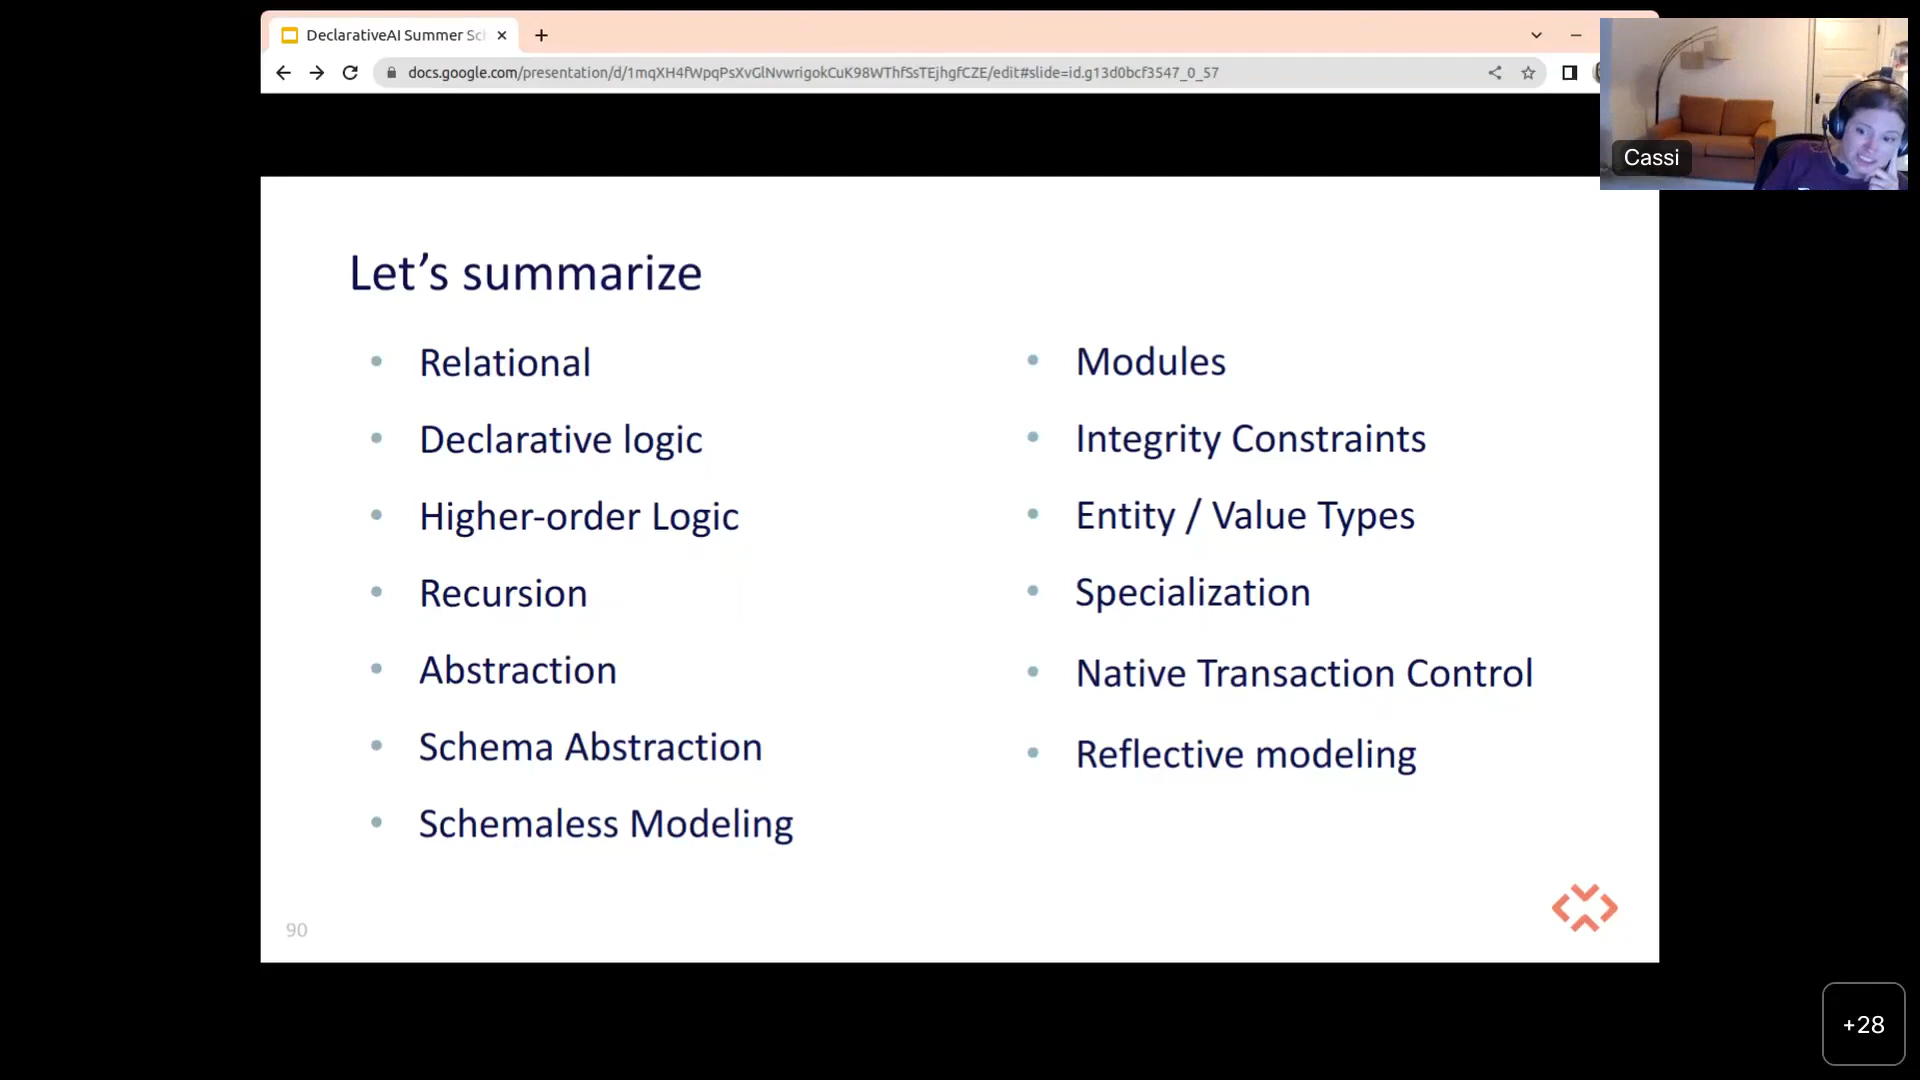 DeclarativeAI Summer Sc
docs.google.com/presentation/d/1mqXH4fWpqPsXvGlNvwrigokCuK98WThfSsTEjhgfCZE/edit#slide=id.g13d0bcf3547_0_57
Cassi
Let’s summarize
• Relational
• Declarative logic
• Higher-order Logic
• Recursion
• Abstraction
• Schema Abstraction
• Schemaless Modeling
• Modules
• Integrity Constraints
• Entity / Value Types
• Specialization
• Native Transaction Control
• Reflective modeling
90
+28